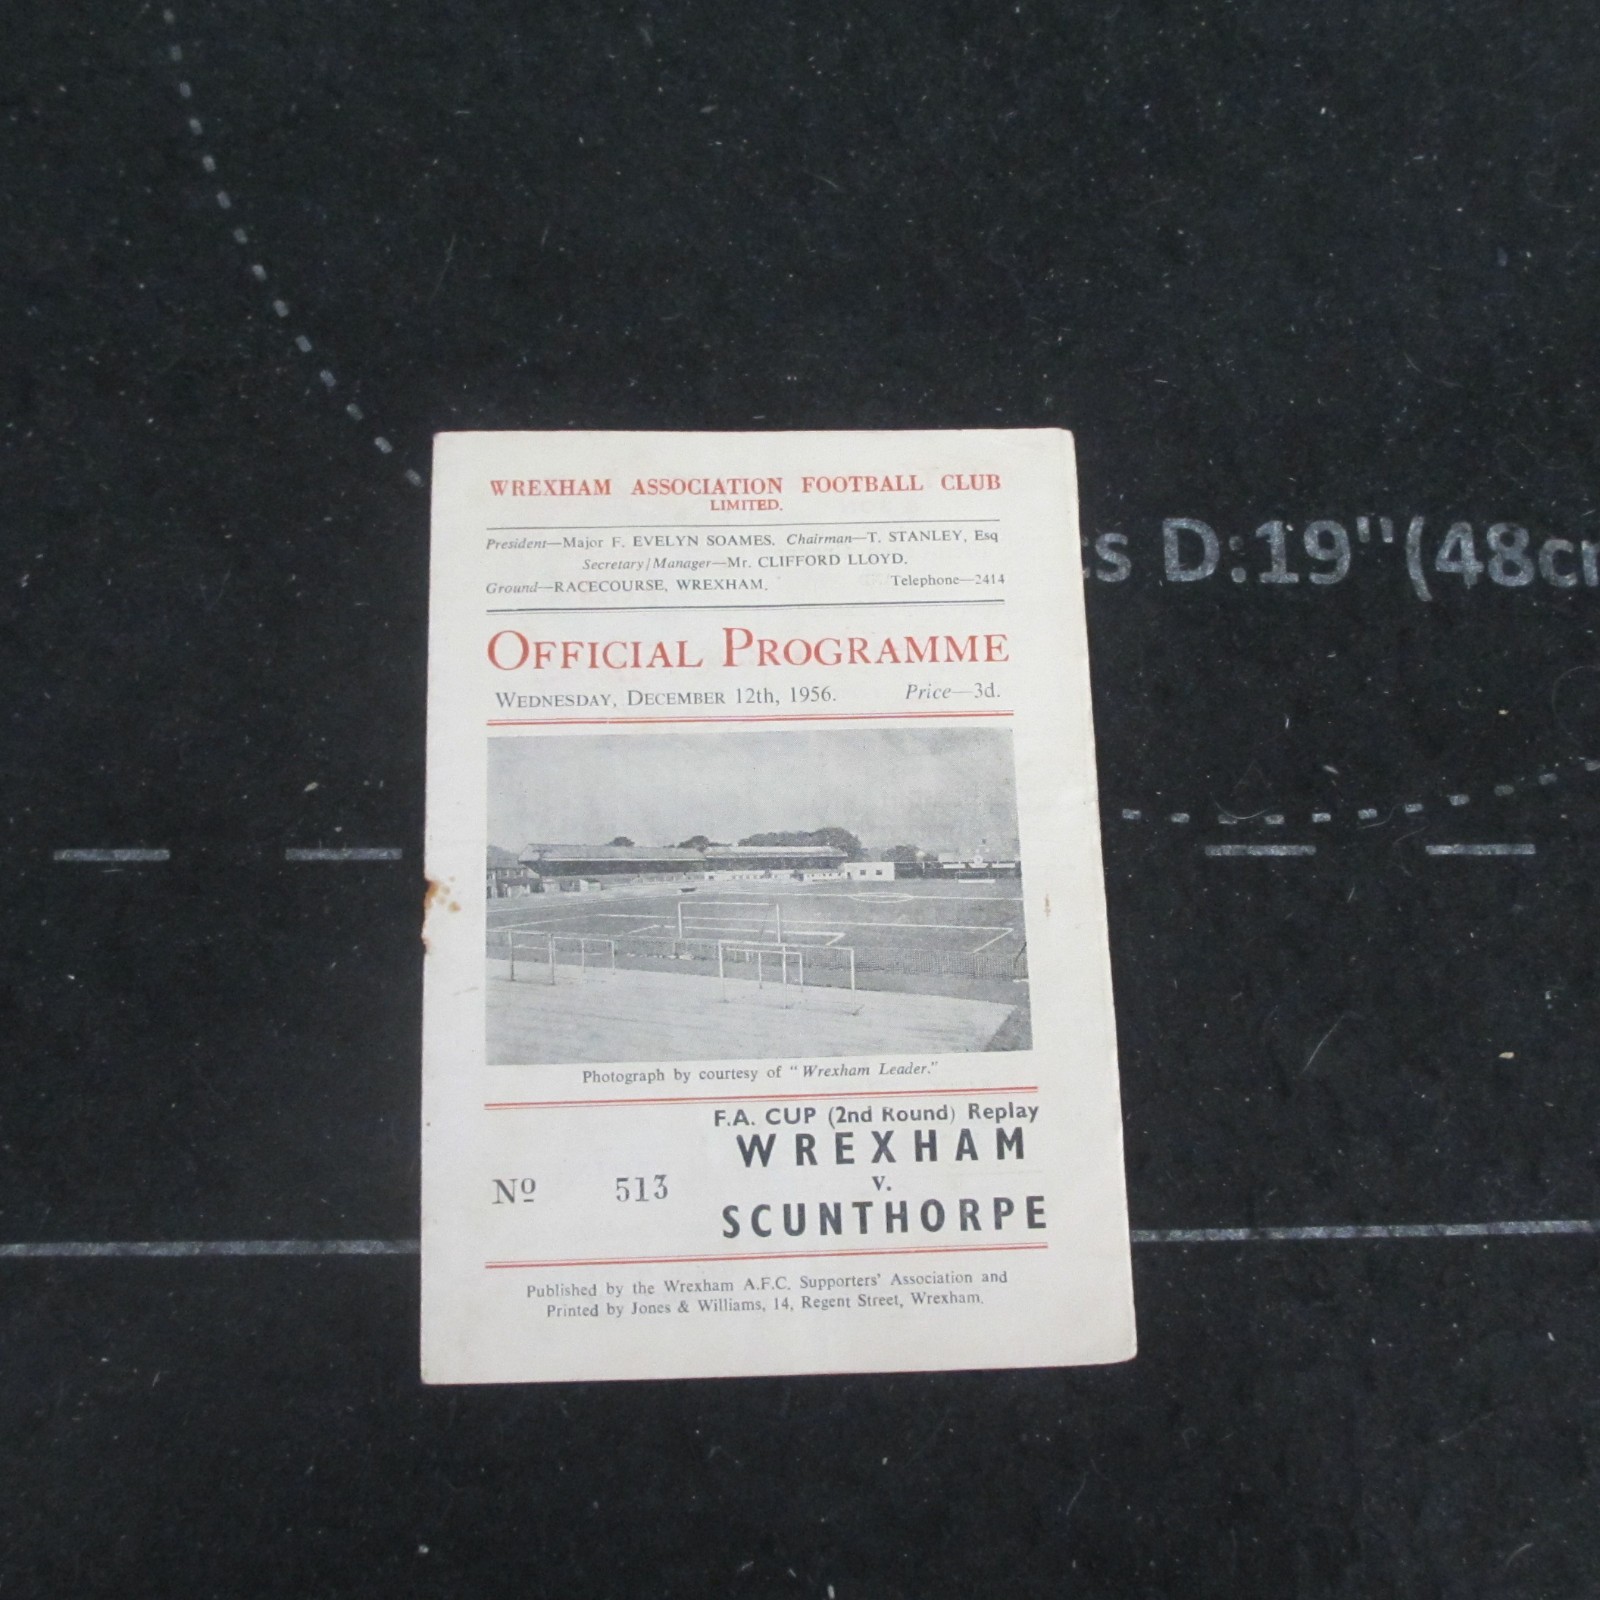 WREXHAM ASSOCIATION FOOTBALL CLUB
LIMITED.
President—Major F. EVELYN SOAMES. Chairman—T. STANLEY, Esq
Secretary/Manager—Mr. CLIFFORD LLOYD.
Ground—RACECOURSE, WREXHAM. Telephone—2414
OFFICIAL PROGRAMME
WEDNESDAY, DECEMBER 12th, 1956. Price—3d.
Photograph by courtesy of "Wrexham Leader."
F.A. CUP (2nd Round) Replay
WREXHAM
v.
SCUNTHORPE
Nº 513
Published by the Wrexham A.F.C. Supporters' Association and
Printed by Jones & Williams, 14, Regent Street, Wrexham.
D:19"(48c